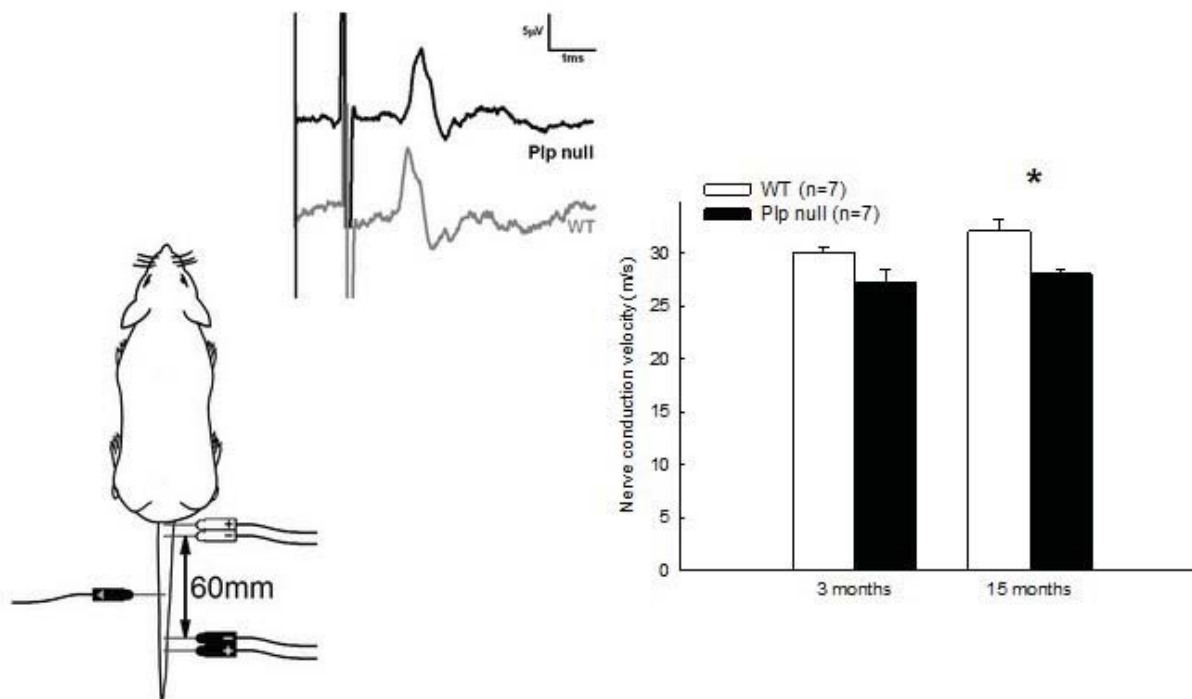 5µV
1ms
Plp null
WT
+
−
60mm
−
+
*
WT (n=7)
Plp null (n=7)
Nerve conduction velocity (m/s)
30
25
20
15
10
5
0
3 months
15 months